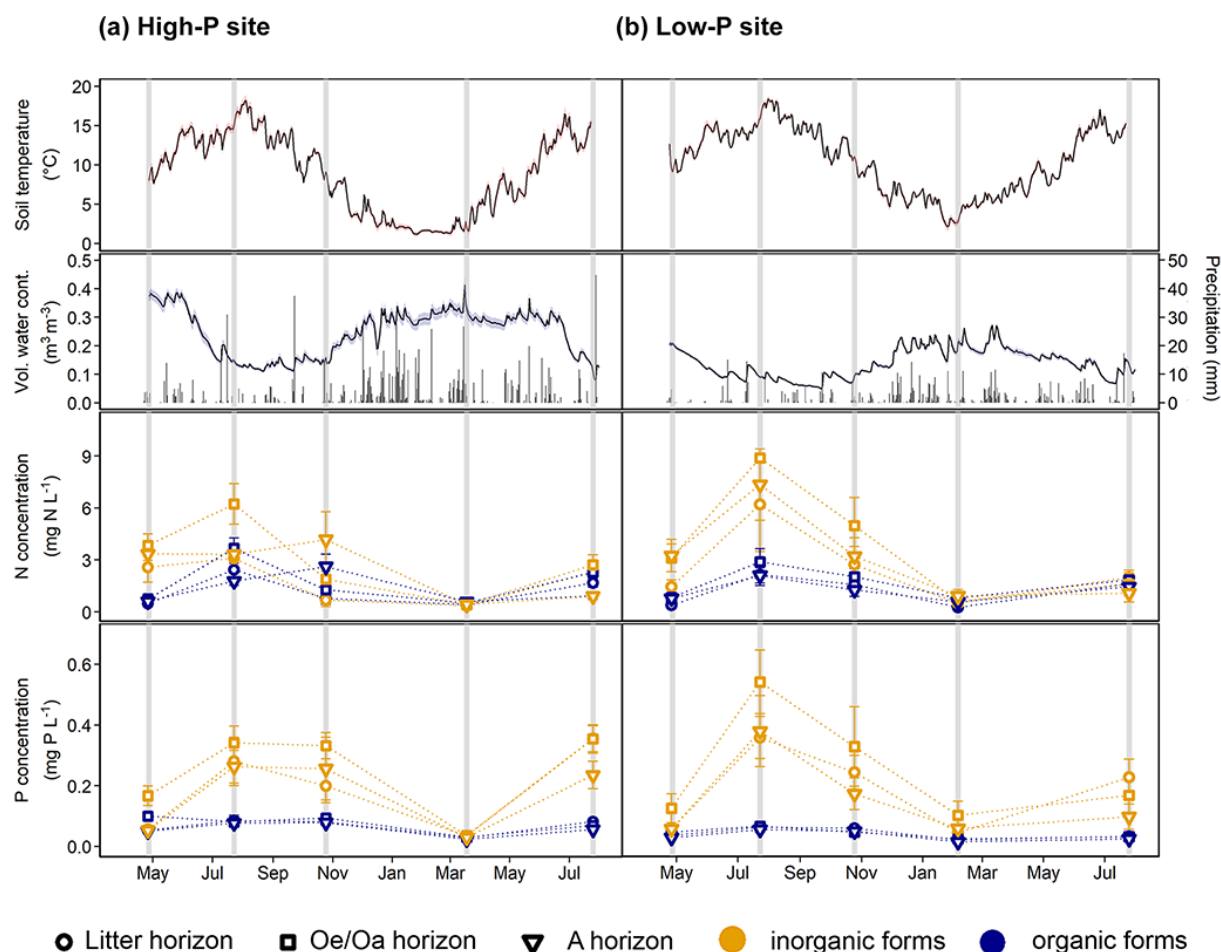 (a) High-P site
(b) Low-P site
Soil temperature
(°C)
20
15
10
5
0
Vol. water cont.
(m³ m⁻³)
0.5
0.4
0.3
0.2
0.1
0.0
50
40
30
20
10
0
Precipitation (mm)
N concentration
(mg N L⁻¹)
9
6
3
0
P concentration
(mg P L⁻¹)
0.6
0.4
0.2
0.0
May Jul Sep Nov Jan Mar May Jul
May Jul Sep Nov Jan Mar May Jul
Litter horizon Oe/Oa horizon A horizon inorganic forms organic forms